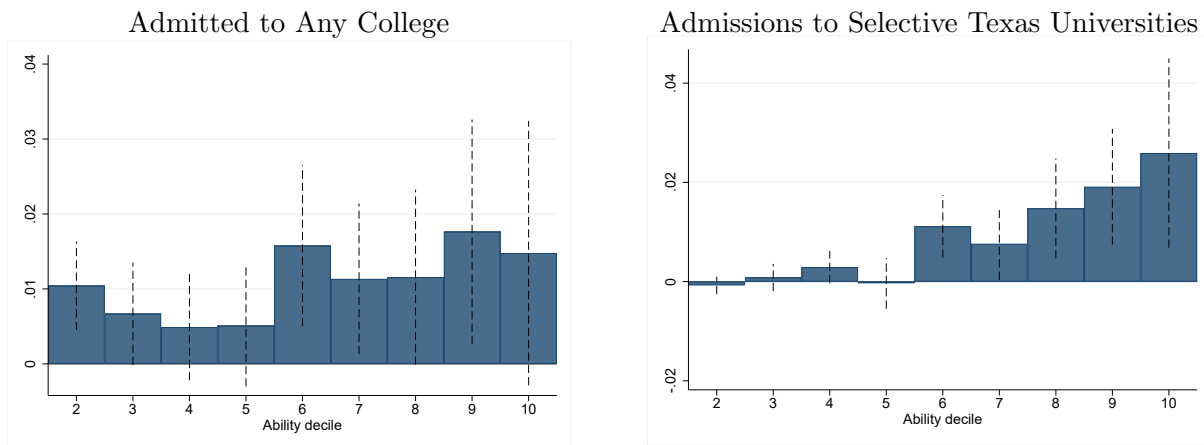 Admitted to Any College
.04
.03
.02
.01
0
2 3 4 5 6 7 8 9 10
Ability decile
Admissions to Selective Texas Universities
.04
.02
0
-.02
2 3 4 5 6 7 8 9 10
Ability decile